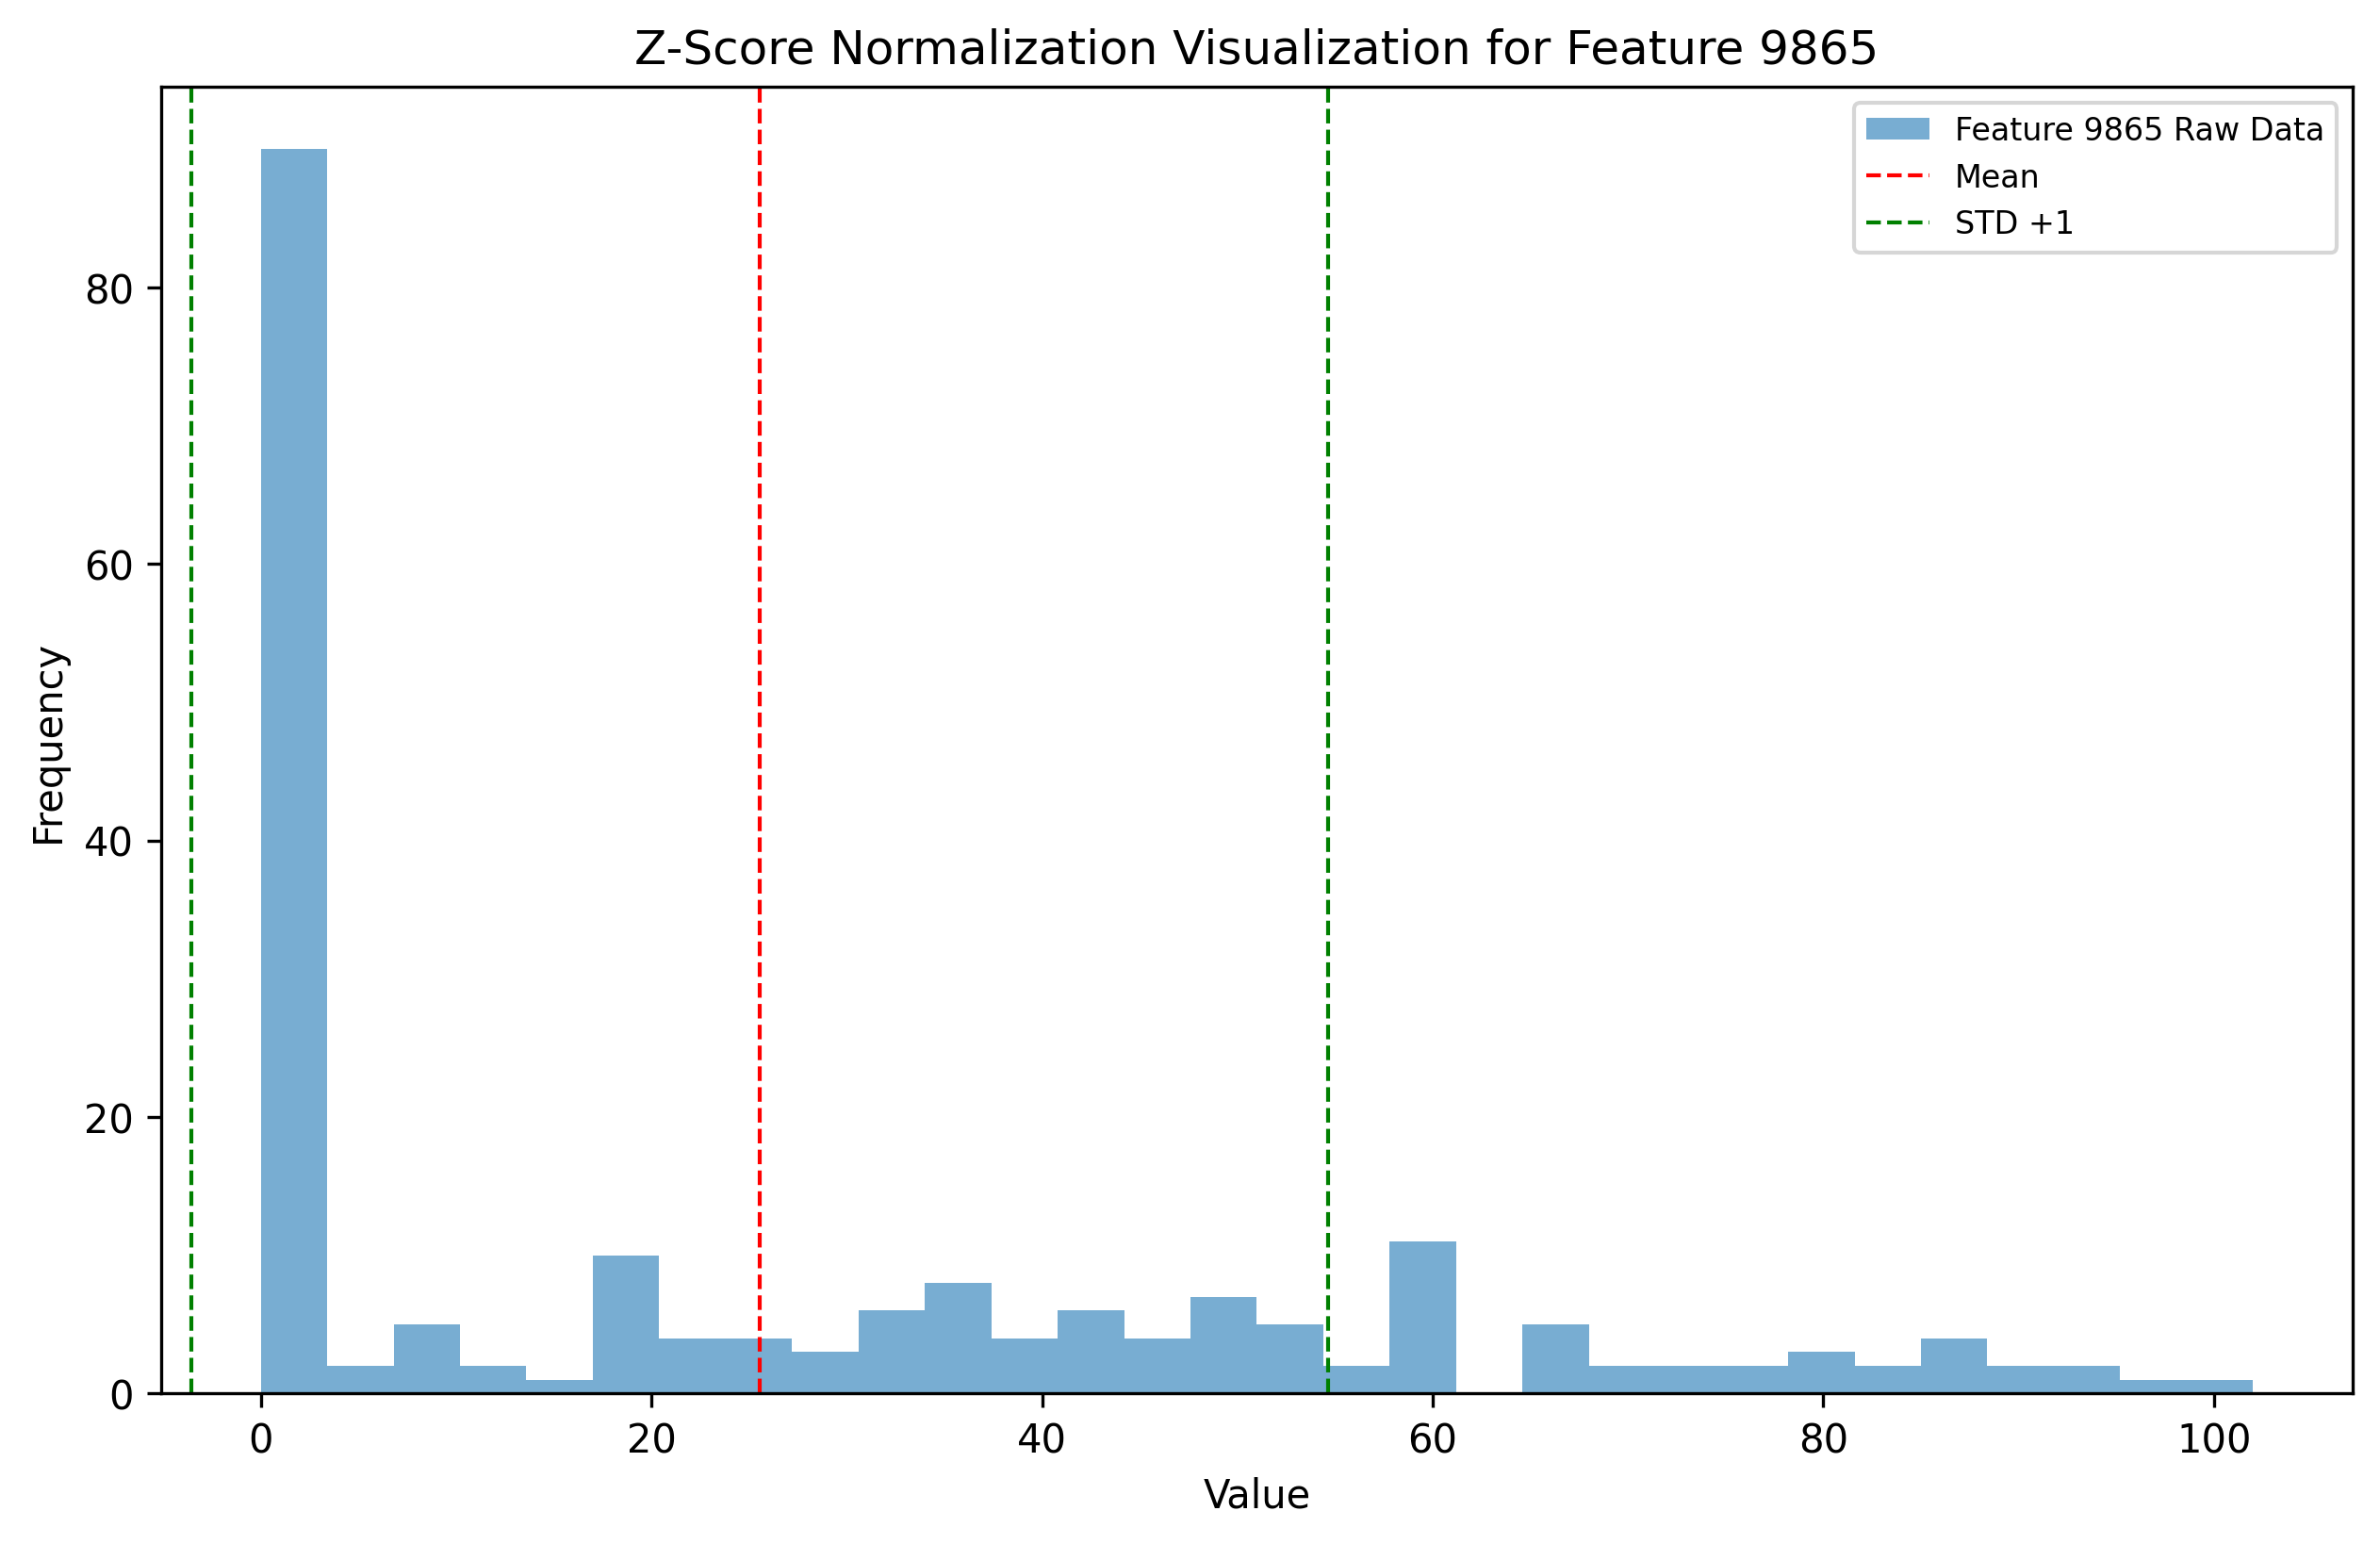 Z-Score Normalization Visualization for Feature 9865
Feature 9865 Raw Data
Mean
STD +1
80
60
40
20
0
Frequency
0 20 40 60 80 100
Value